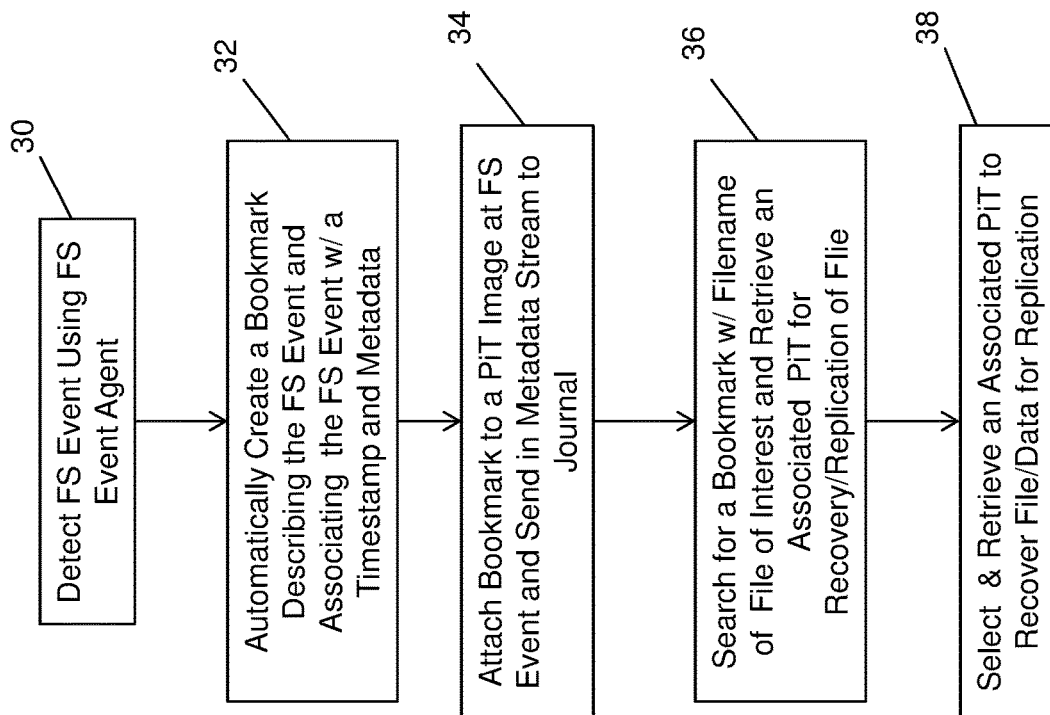 30
Detect FS Event Using FS
Event Agent
32
Automatically Create a Bookmark
Describing the FS Event and
Associating the FS Event w/ a
Timestamp and Metadata
34
Attach Bookmark to a PiT Image at FS
Event and Send in Metadata Stream to
Journal
36
Search for a Bookmark w/ Filename
of File of Interest and Retrieve an
Associated PiT for
Recovery/Replication of FIie
38
Select & Retrieve an Associated PiT to
Recover File/Data for Replication